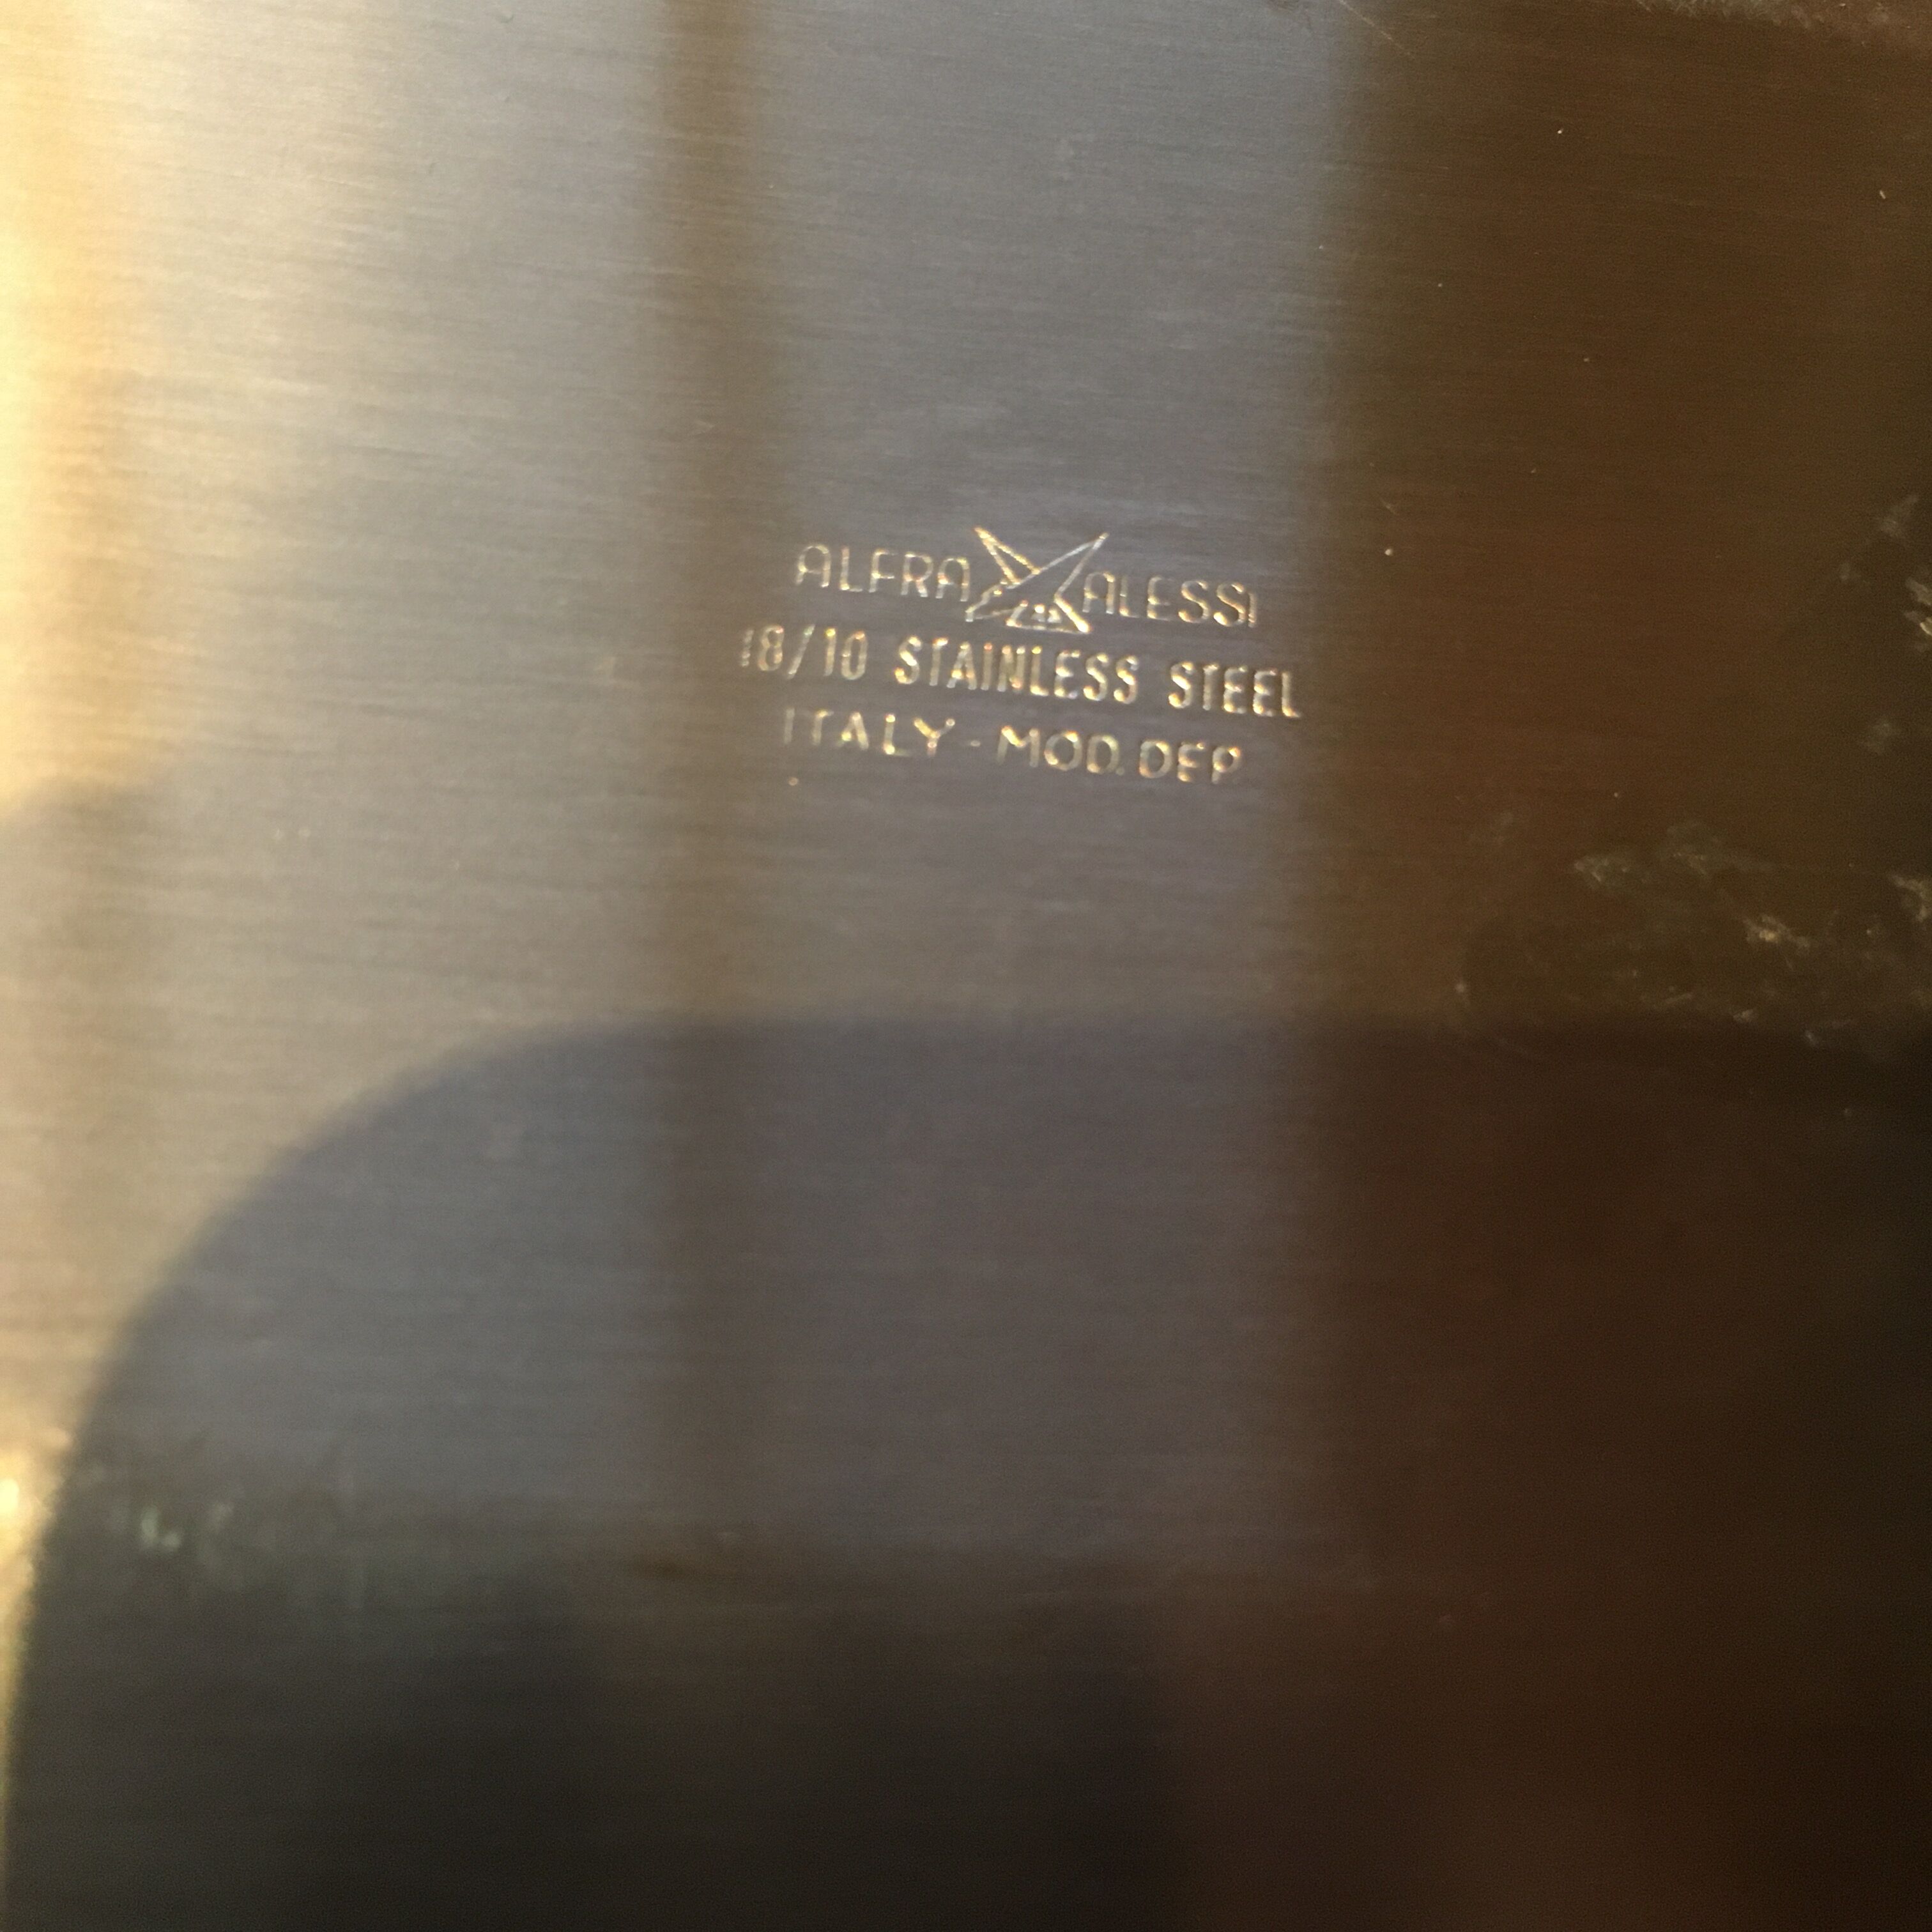 ALFRA ALESSI
18/10 STAINLESS STEEL
ITALY - MOD. DEP